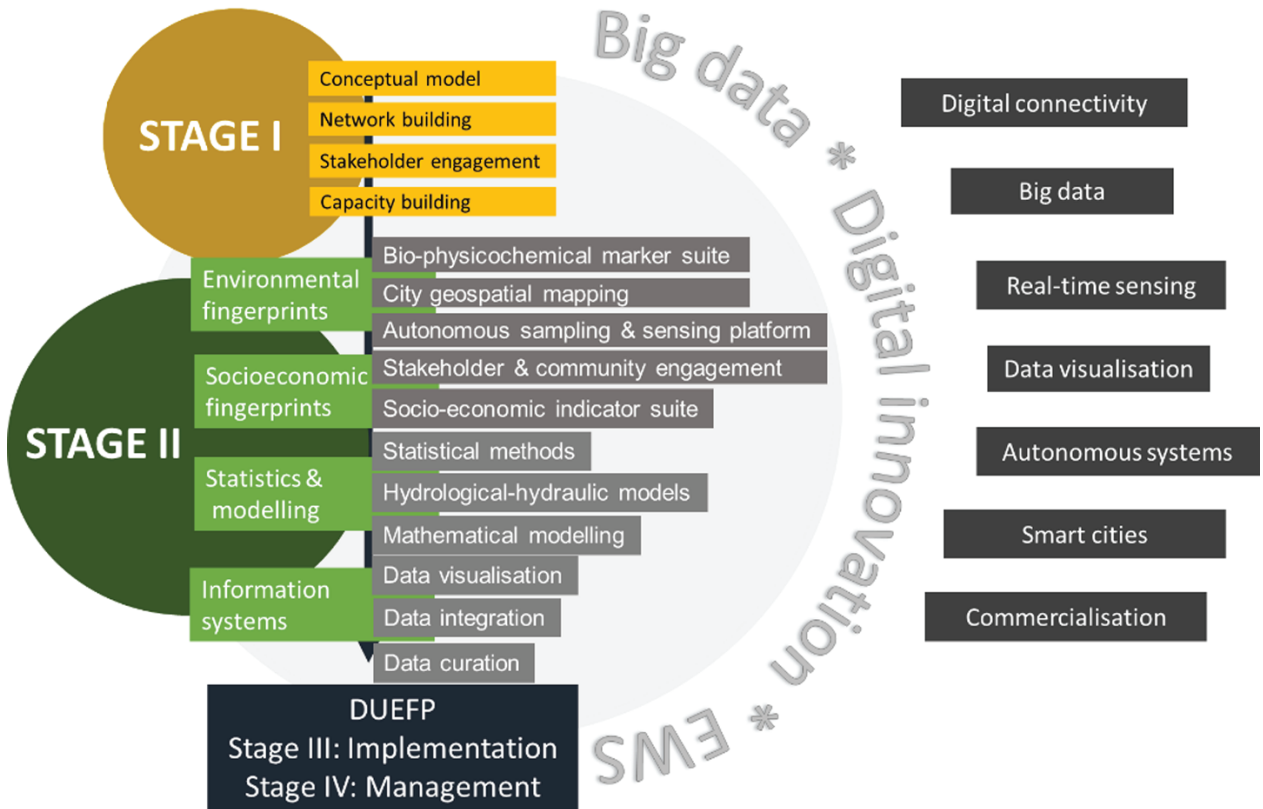 STAGE I
Conceptual model
Network building
Stakeholder engagement
Capacity building
STAGE II
Environmental
fingerprints
Bio-physicochemical marker suite
City geospatial mapping
Autonomous sampling & sensing platform
Socioeconomic
fingerprints
Stakeholder & community engagement
Socio-economic indicator suite
Statistics &
modelling
Statistical methods
Hydrological-hydraulic models
Mathematical modelling
Information
systems
Data visualisation
Data integration
Data curation
DUEFP
Stage III: Implementation
Stage IV: Management
Big data * Digital innovation * EWS
Digital connectivity
Big data
Real-time sensing
Data visualisation
Autonomous systems
Smart cities
Commercialisation